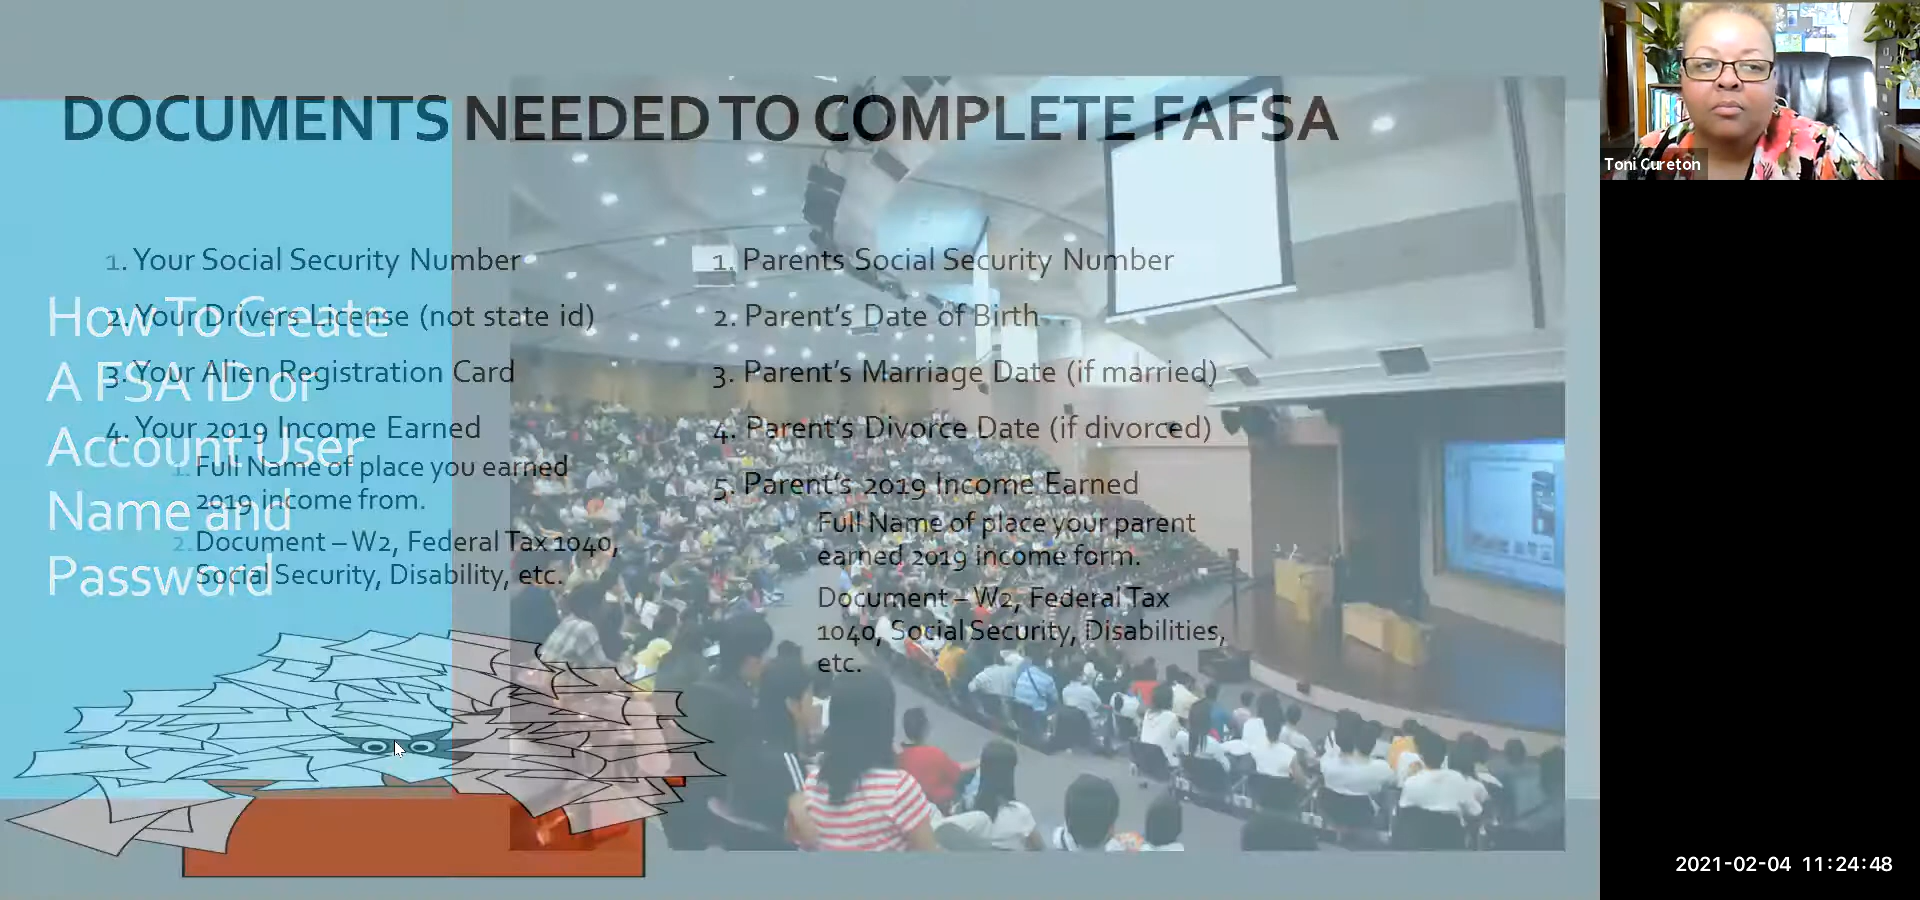 DOCUMENTS NEEDED TO COMPLETE FAFSA
1. Your Social Security Number
2. Your Drivers License (not state id)
3. Your Alien Registration Card
4. Your 2019 Income Earned
1. Full Name of place you earned
2019 income from.
2. Document – W2, Federal Tax 1040,
Social Security, Disability, etc.
1. Parents Social Security Number
2. Parent's Date of Birth
3. Parent's Marriage Date (if married)
4. Parent's Divorce Date (if divorced)
5. Parent's 2019 Income Earned
Full Name of place your parent
earned 2019 income form.
Document – W2, Federal Tax
1040, Social Security, Disabilities,
etc.
How To Create
A FSA ID or
Account User
Name and
Password
Toni Cureton
2021-02-04 11:24:48